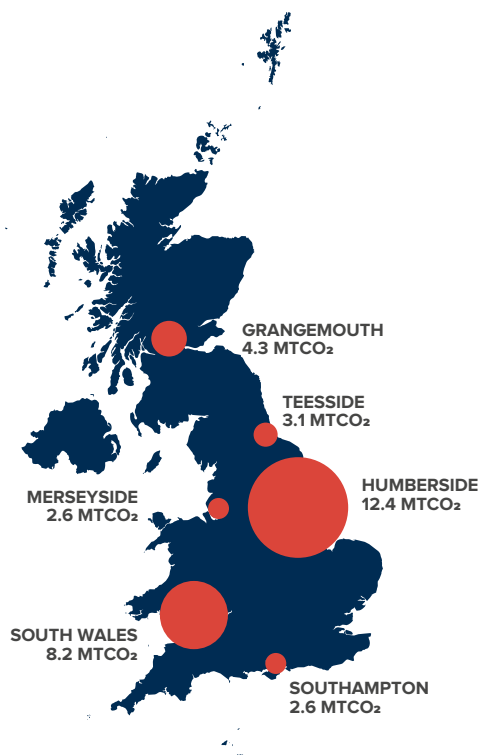 GRANGEMOUTH
4.3 MTCO₂
TEESSIDE
3.1 MTCO₂
HUMBERSIDE
12.4 MTCO₂
MERSEYSIDE
2.6 MTCO₂
SOUTH WALES
8.2 MTCO₂
SOUTHAMPTON
2.6 MTCO₂